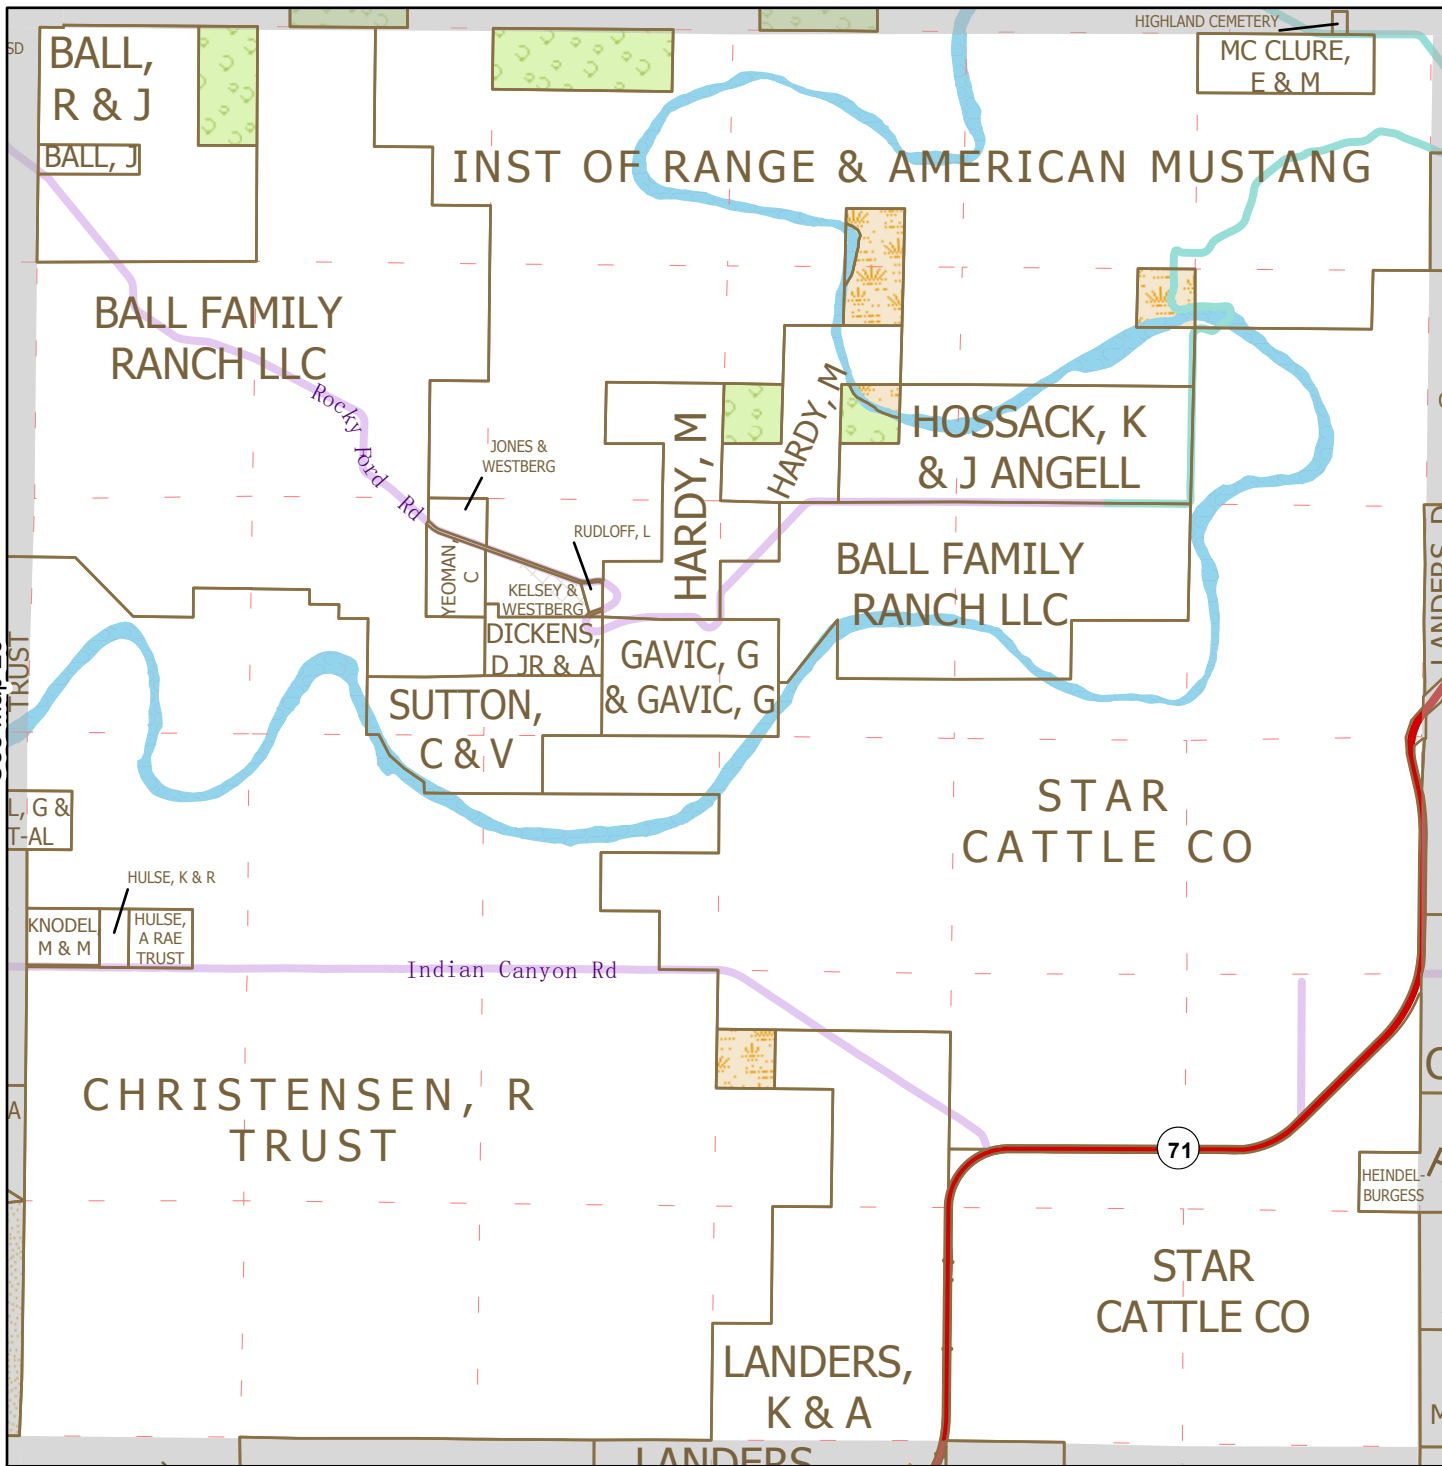 HIGHLAND CEMETERY
SD
BALL,
R & J
MC CLURE,
E & M
BALL, J
INST OF RANGE & AMERICAN MUSTANG
BALL FAMILY
RANCH LLC
Rocky Ford Rd
HARDY, M
HARDY, M
HOSSACK, K
& J ANGELL
JONES &
WESTBERG
RUDLOFF, L
YEOMAN,
C
KELSEY &
WESTBERG
BALL FAMILY
RANCH LLC
LANDERS, D
DICKENS,
D JR & A
GAVIC, G
& GAVIC, G
TRUST
SUTTON,
C & V
STAR
CATTLE CO
L, G &
T-AL
HULSE, K & R
KNODEL,
M & M
HULSE,
A RAE
TRUST
Indian Canyon Rd
CHRISTENSEN, R
TRUST
A
71
HEINDEL-
BURGESS
STAR
CATTLE CO
LANDERS,
K & A
LANDERS